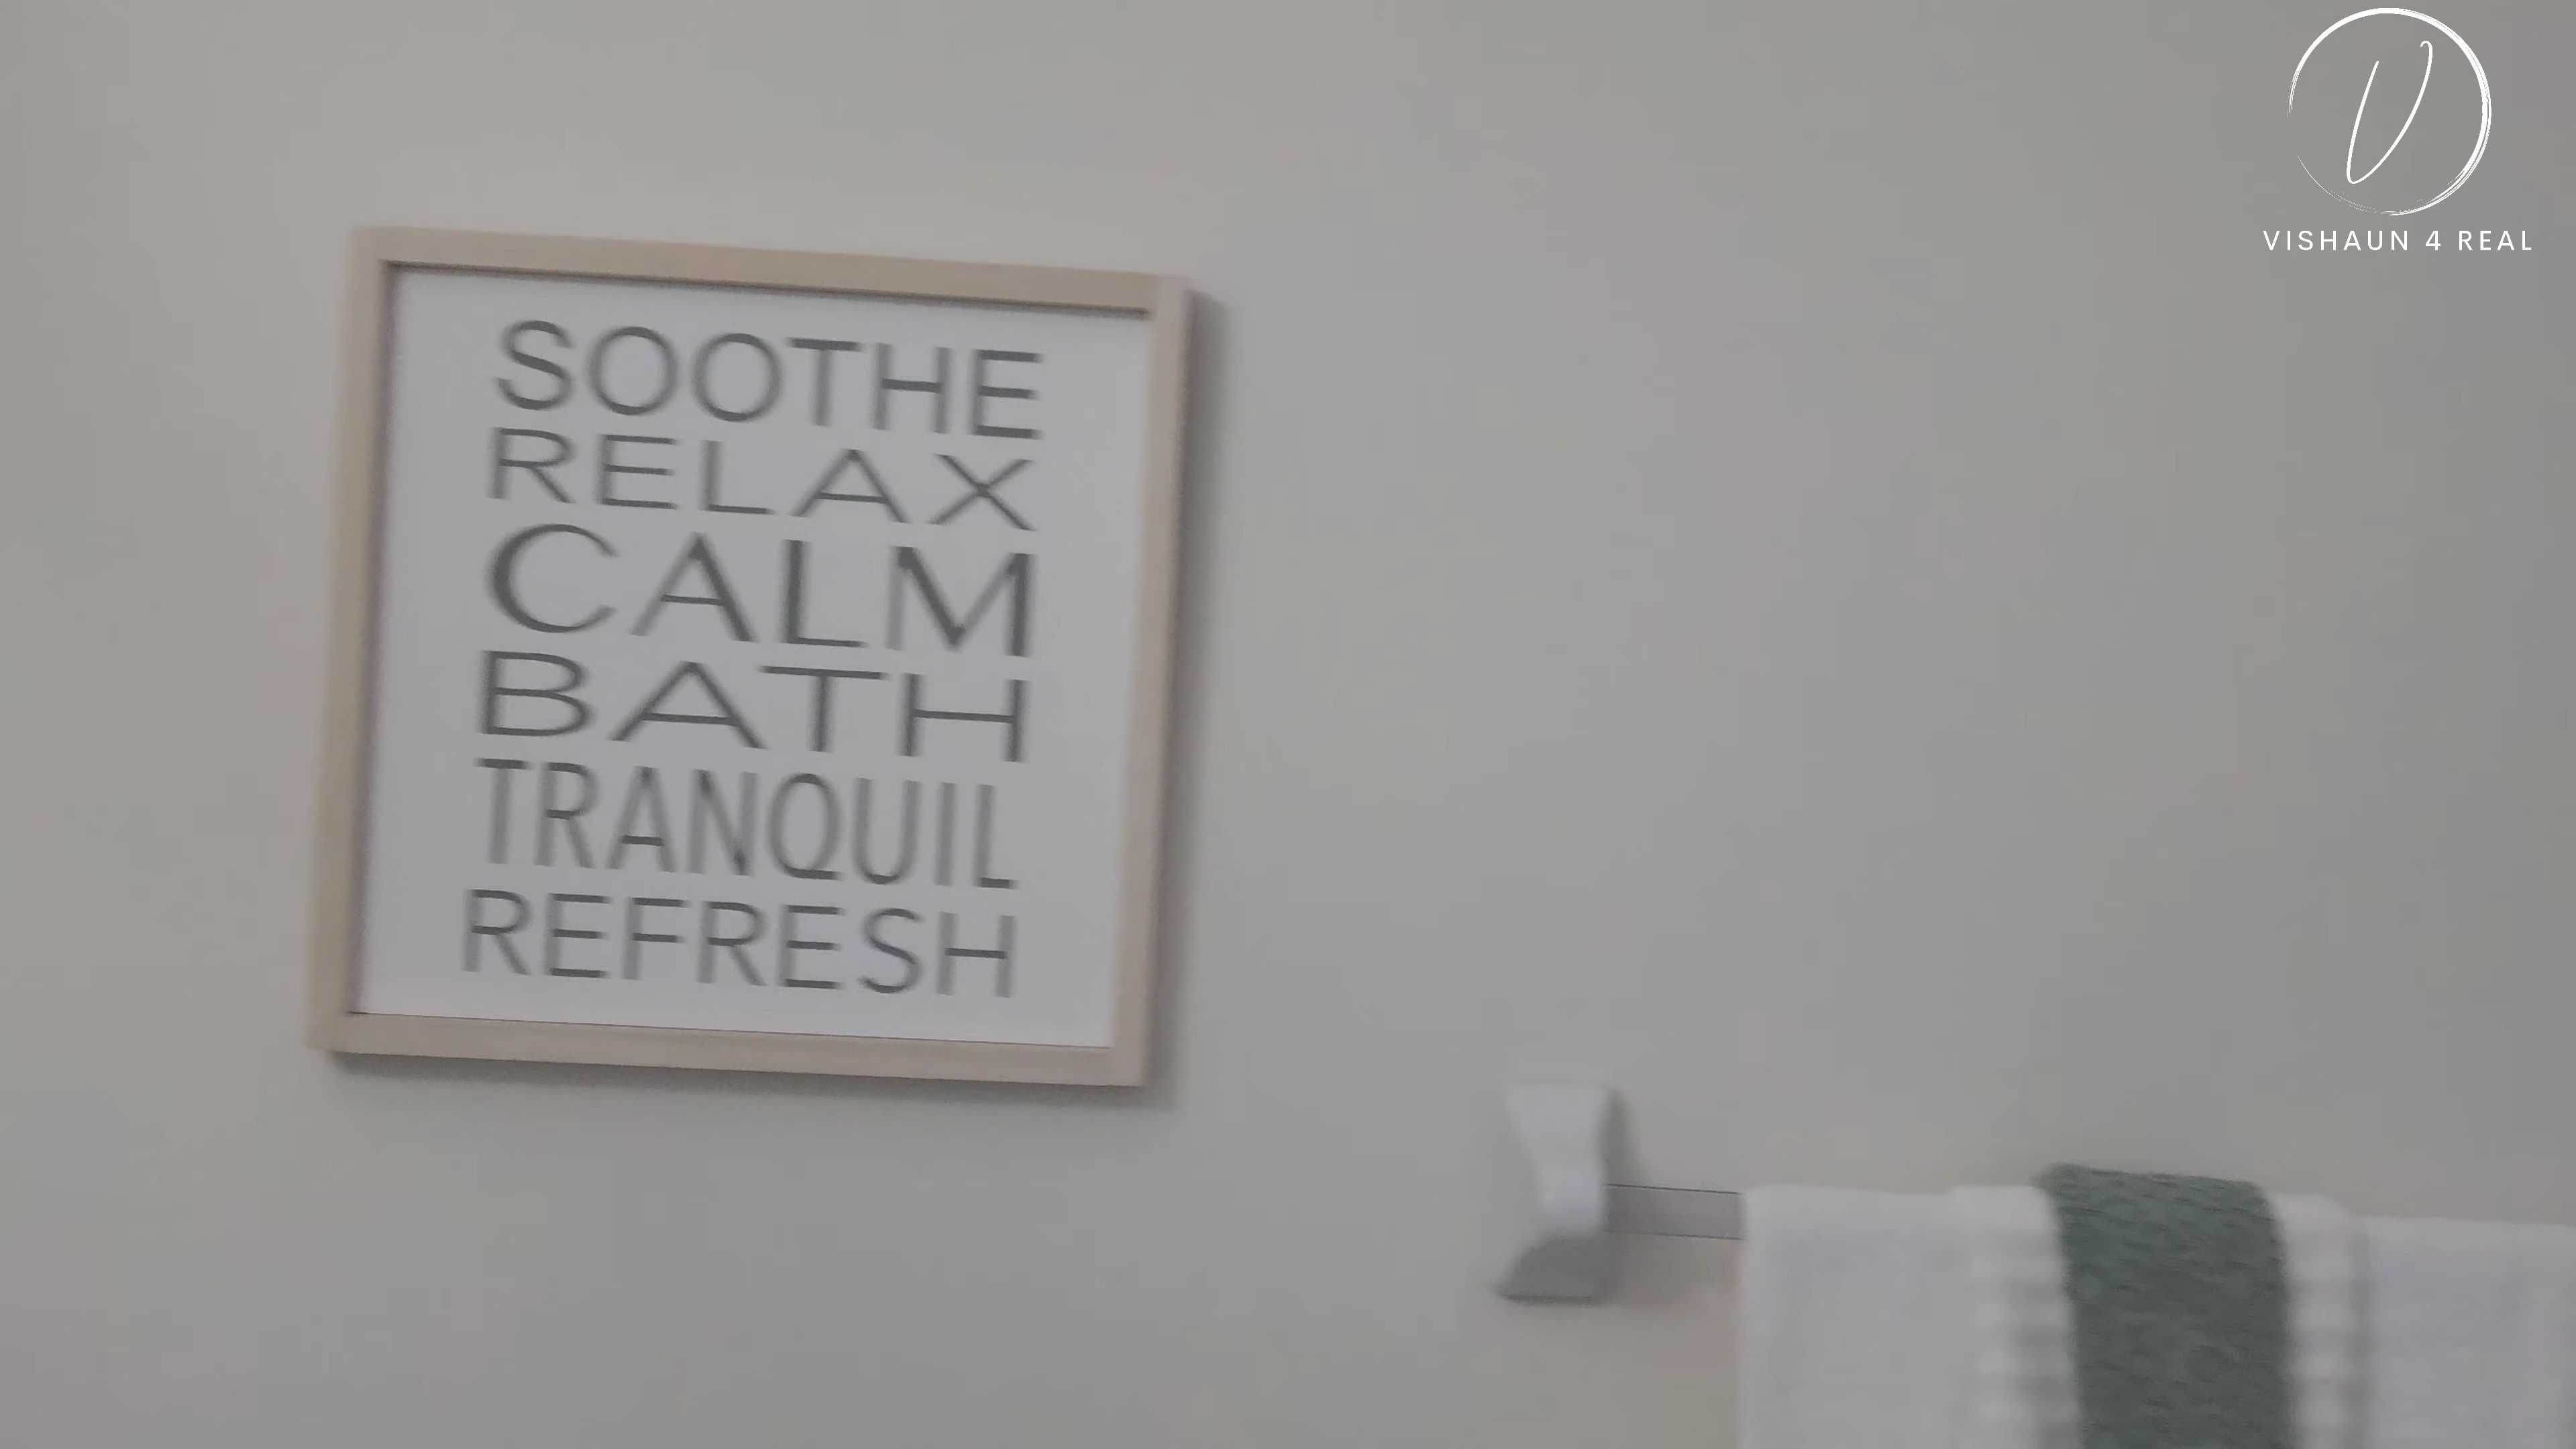 SOOTHE
RELAX
CALM
BATH
TRANQUIL
REFRESH
V
VISHAUN 4 REAL